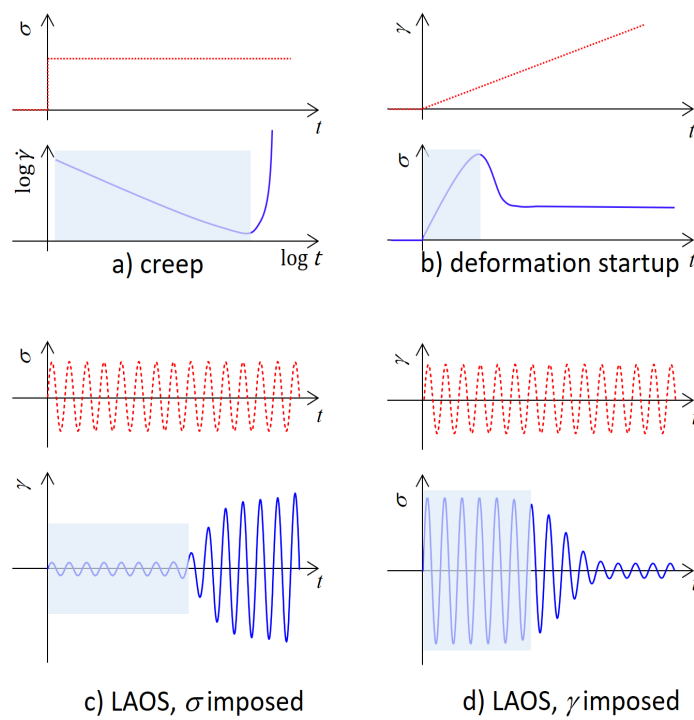 σ
t
log γ̇
log t
a) creep
γ
t
σ
t
b) deformation startup
σ
t
γ
t
c) LAOS, σ imposed
γ
t
σ
t
d) LAOS, γ imposed